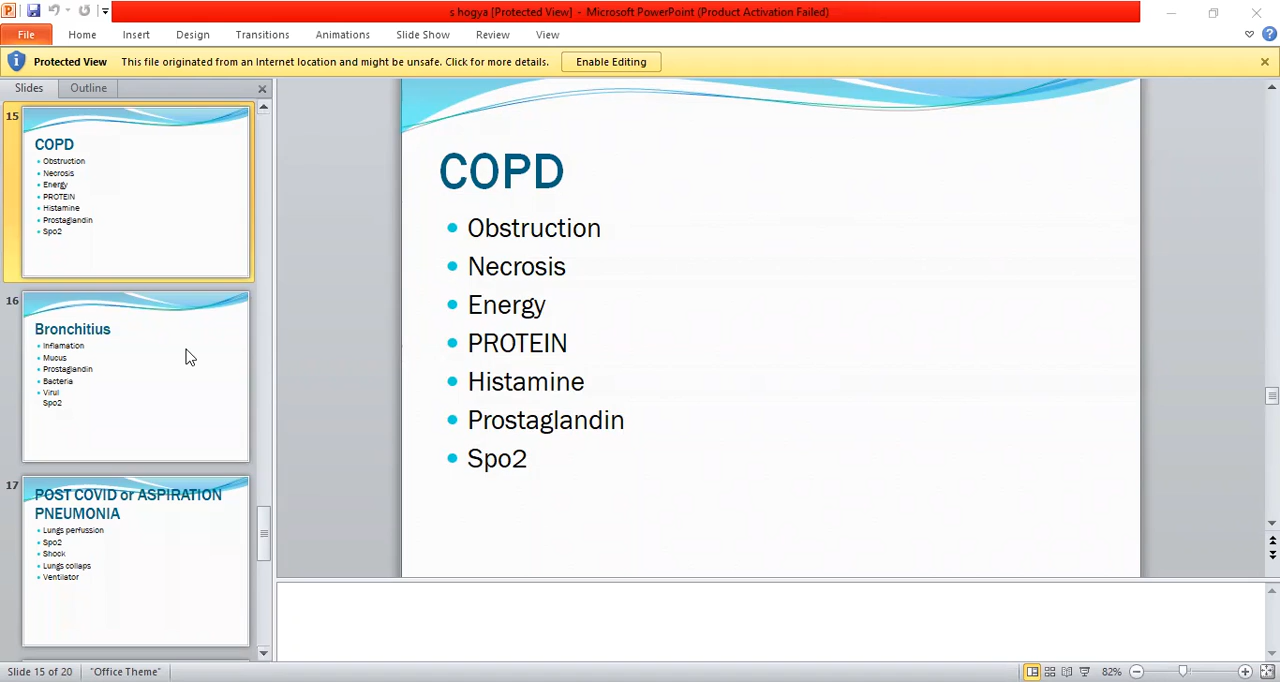 s hogya [Protected View] - Microsoft PowerPoint (Product Activation Failed)
File Home Insert Design Transitions Animations Slide Show Review View
Protected View This file originated from an Internet location and might be unsafe. Click for more details. Enable Editing
Slides Outline
15
COPD
Obstruction
Necrosis
Energy
PROTEIN
Histamine
Prostaglandin
Spo2
16
Bronchitius
Inflamation
Mucus
Prostaglandin
Bacteria
Virul
Spo2
17
POST COVID or ASPIRATION
PNEUMONIA
Lungs perfussion
Spo2
Shock
Lungs collaps
Ventilator
COPD
Obstruction
Necrosis
Energy
PROTEIN
Histamine
Prostaglandin
Spo2
Slide 15 of 20 "Office Theme" 82%